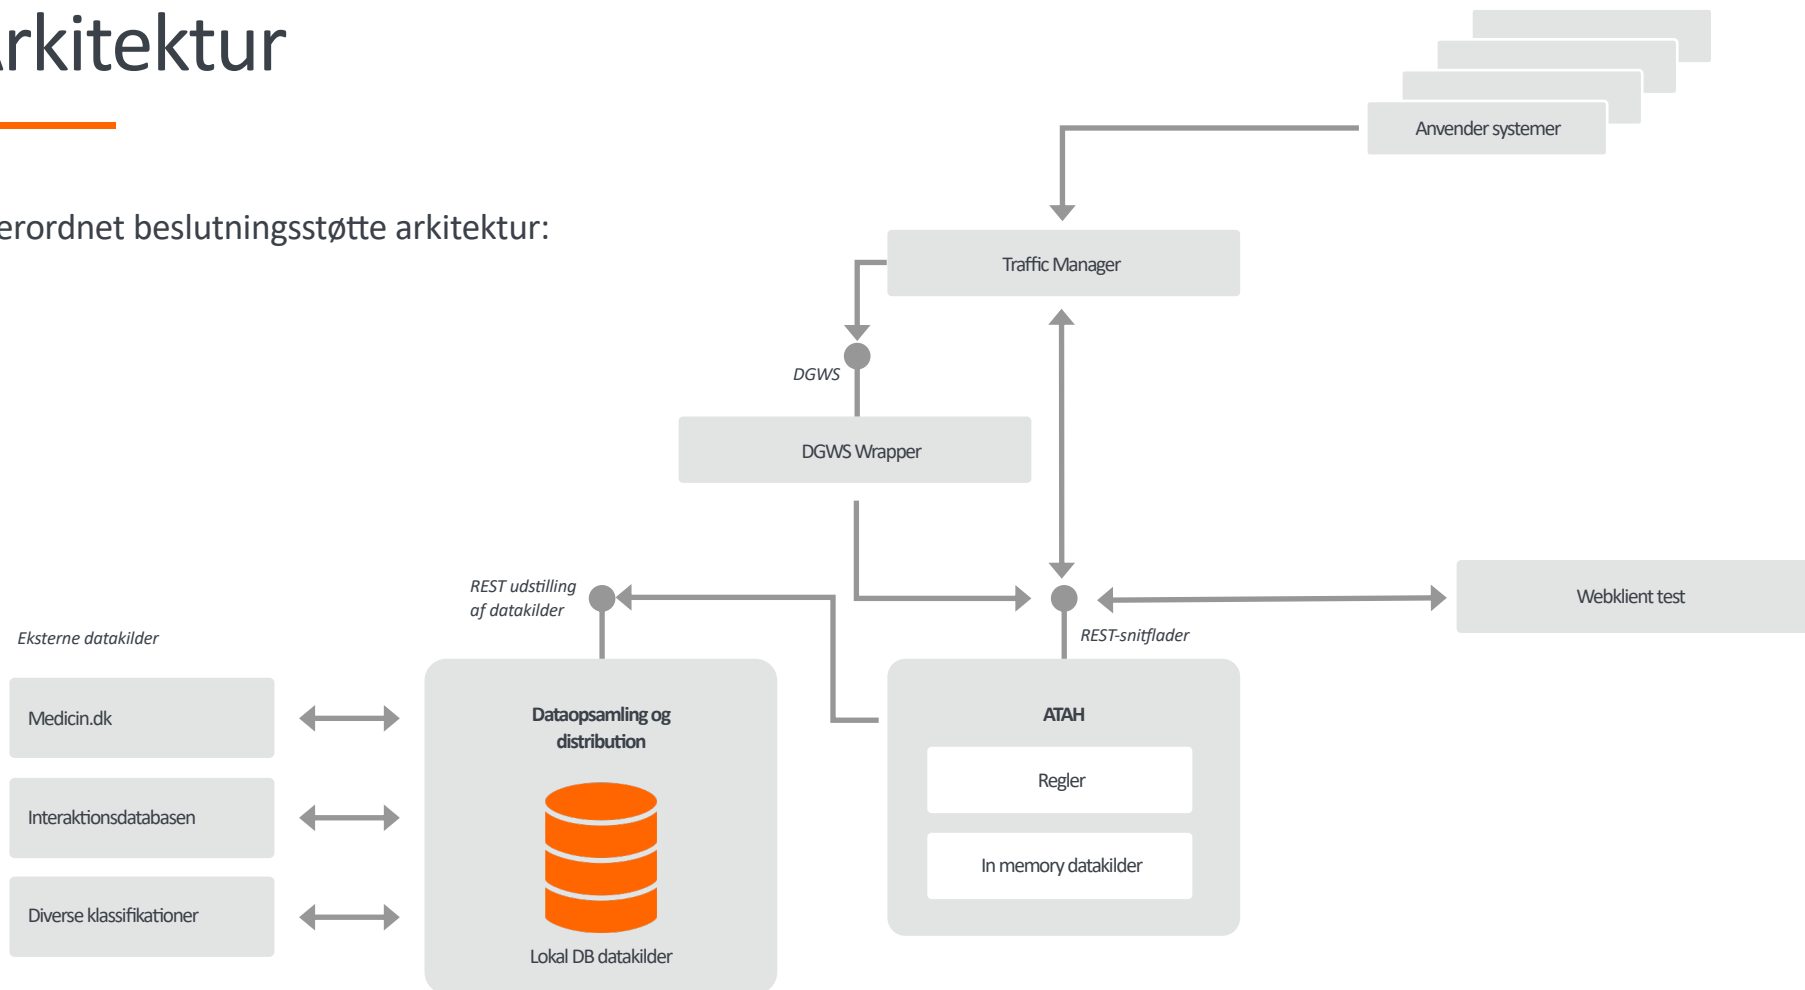 rkitektur
erordnet beslutningsstøtte arkitektur:
Anvender systemer
Traffic Manager
DGWS
DGWS Wrapper
REST udstilling
af datakilder
Webklient test
REST-snitflader
Eksterne datakilder
Medicin.dk
Interaktionsdatabasen
Diverse klassifikationer
Dataopsamling og
distribution
Lokal DB datakilder
ATAH
Regler
In memory datakilder